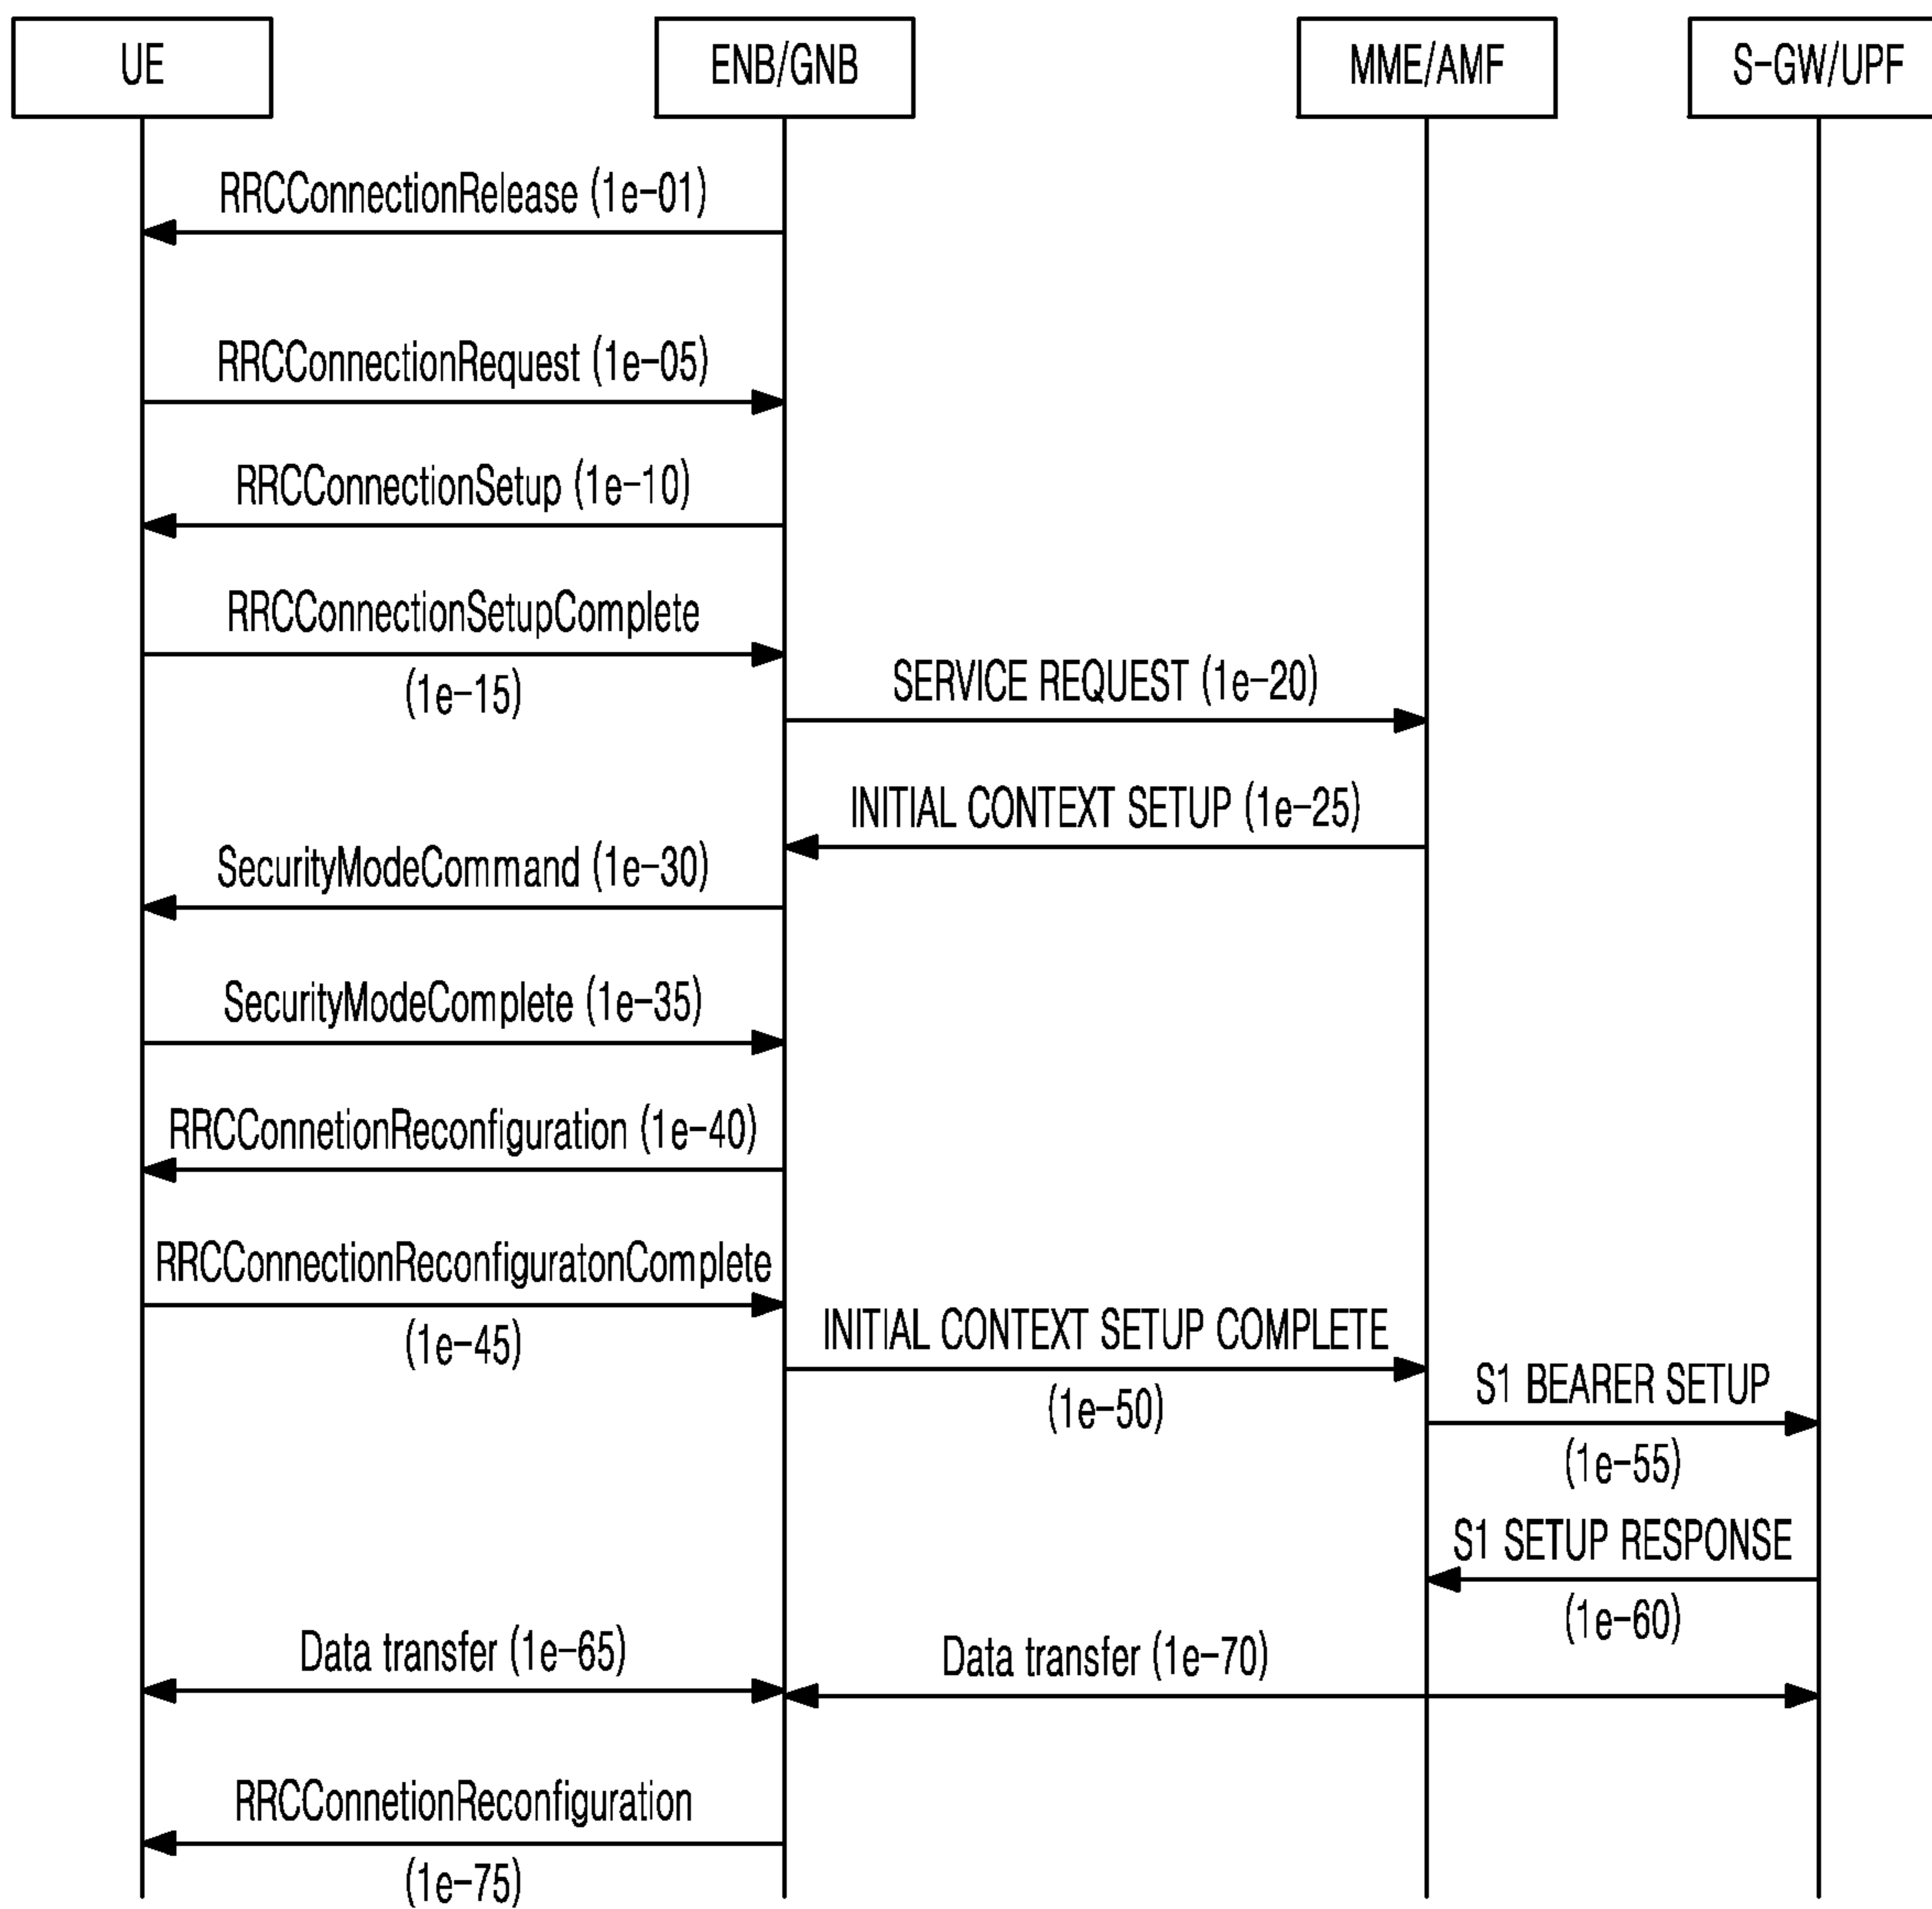 UE
ENB/GNB
MME/AMF
S-GW/UPF
RRCConnectionRelease (1e-01)
RRCConnectionRequest (1e-05)
RRCConnectionSetup (1e-10)
RRCConnectionSetupComplete
(1e-15)
SERVICE REQUEST (1e-20)
INITIAL CONTEXT SETUP (1e-25)
SecurityModeCommand (1e-30)
SecurityModeComplete (1e-35)
RRCConnetionReconfiguration (1e-40)
RRCConnectionReconfiguratonComplete
(1e-45)
INITIAL CONTEXT SETUP COMPLETE
(1e-50)
S1 BEARER SETUP
(1e-55)
S1 SETUP RESPONSE
(1e-60)
Data transfer (1e-65)
Data transfer (1e-70)
RRCConnetionReconfiguration
(1e-75)